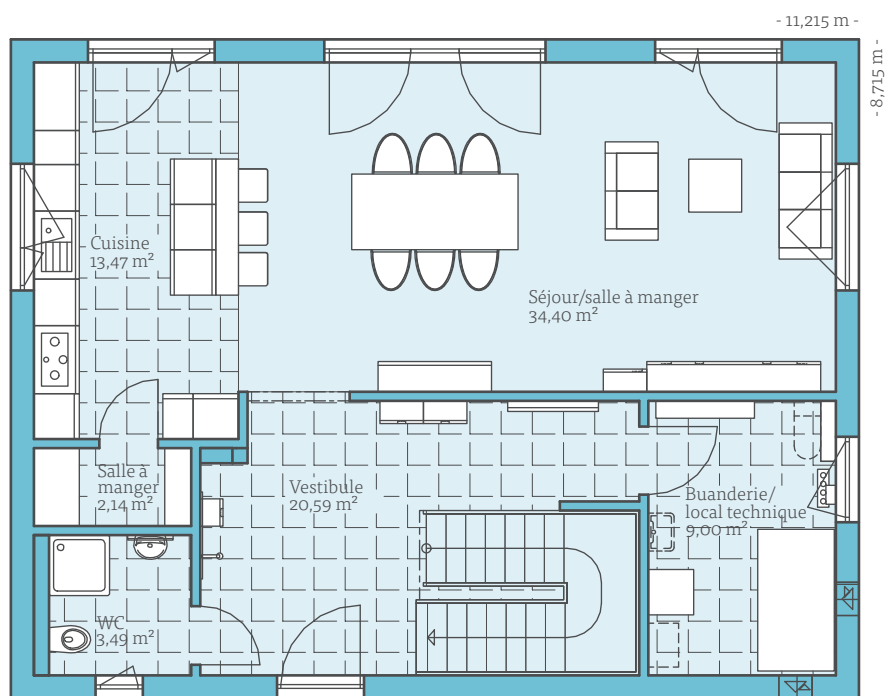 - 11,215 m -
- 8,715 m -
Cuisine
13,47 m²
Séjour/salle à manger
34,40 m²
Salle à
manger
2,14 m²
Vestibule
20,59 m²
Buanderie/
local technique
9,00 m²
WC
3,49 m²